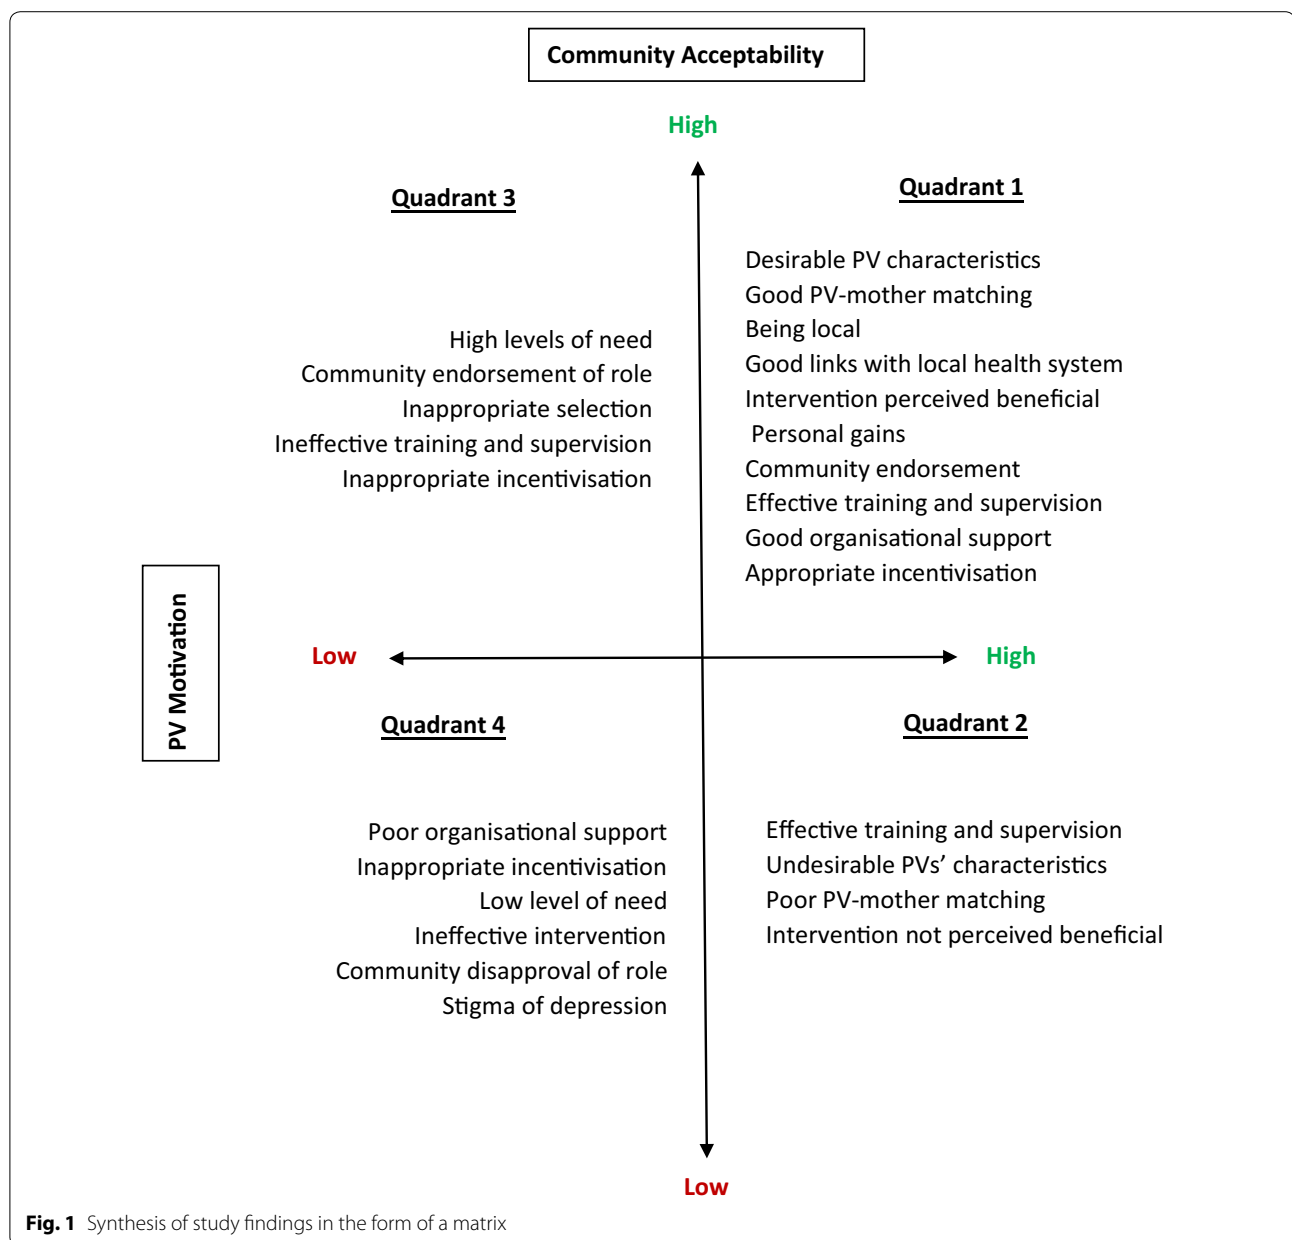 Community Acceptability
High
Quadrant 3
High levels of need
Community endorsement of role
Inappropriate selection
Ineffective training and supervision
Inappropriate incentivisation
Quadrant 1
Desirable PV characteristics
Good PV-mother matching
Being local
Good links with local health system
Intervention perceived beneficial
Personal gains
Community endorsement
Effective training and supervision
Good organisational support
Appropriate incentivisation
PV Motivation
Low
High
Quadrant 4
Poor organisational support
Inappropriate incentivisation
Low level of need
Ineffective intervention
Community disapproval of role
Stigma of depression
Quadrant 2
Effective training and supervision
Undesirable PVs’ characteristics
Poor PV-mother matching
Intervention not perceived beneficial
Low
Fig. 1 Synthesis of study findings in the form of a matrix